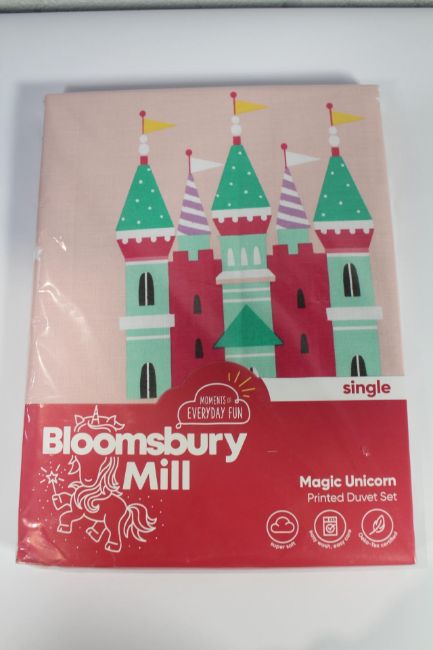 single
MOMENTS OF
EVERYDAY FUN
Bloomsbury
Mill
Magic Unicorn
Printed Duvet Set
super soft
easy wash, easy care
Oeko-Tex certified